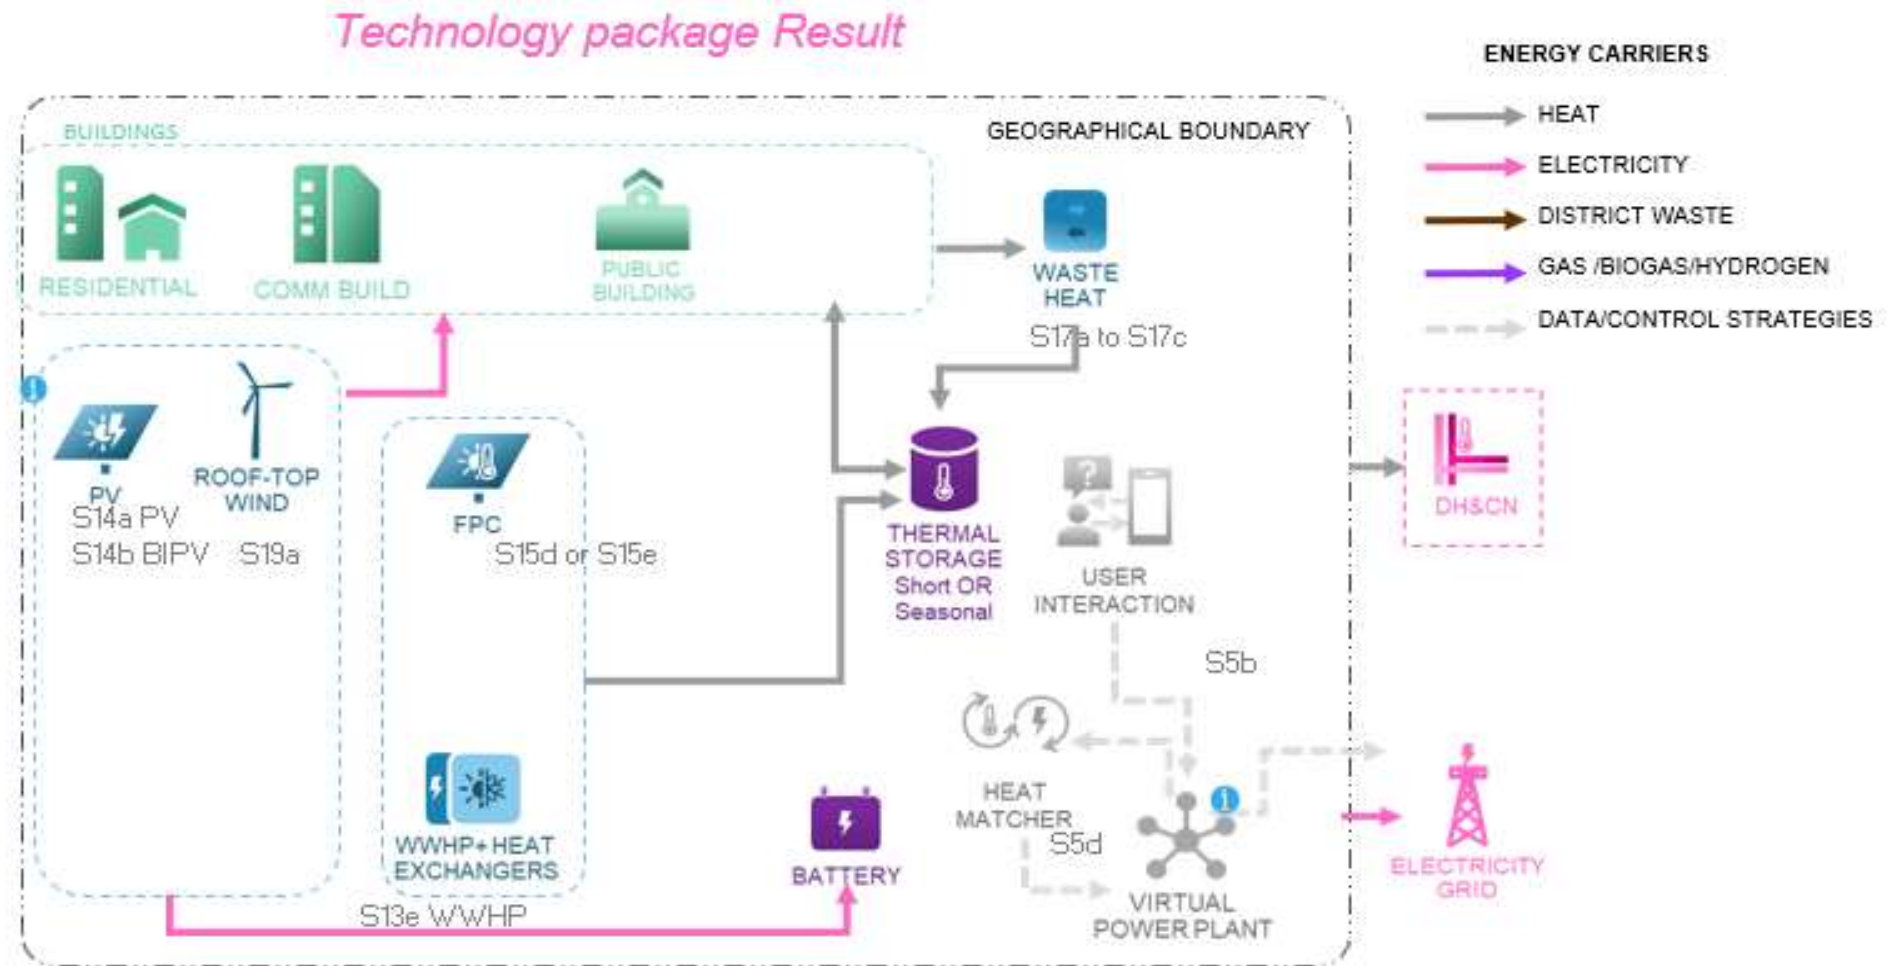 Technology package Result
ENERGY CARRIERS
HEAT
ELECTRICITY
DISTRICT WASTE
GAS /BIOGAS/HYDROGEN
DATA/CONTROL STRATEGIES
BUILDINGS
GEOGRAPHICAL BOUNDARY
RESIDENTIAL
COMM BUILD
PUBLIC
BUILDING
WASTE
HEAT
S17a to S17c
PV
S14a PV
S14b BIPV
ROOF-TOP
WIND
S19a
FPC
S15d or S15e
THERMAL
STORAGE
Short OR
Seasonal
USER
INTERACTION
S5b
DH&CN
WWHP+HEAT
EXCHANGERS
S13e WWHP
BATTERY
HEAT
MATCHER
S5d
VIRTUAL
POWER PLANT
ELECTRICITY
GRID